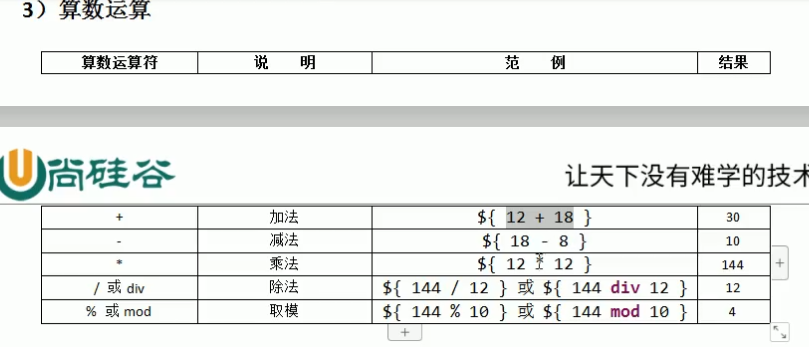 3）算数运算
算数运算符 说 明 范 例 结果
尚硅谷 让天下没有难学的技术
+ 加法 ${ 12 + 18 } 30
- 减法 ${ 18 - 8 } 10
* 乘法 ${ 12 * 12 } 144
/ 或 div 除法 ${ 144 / 12 } 或 ${ 144 div 12 } 12
% 或 mod 取模 ${ 144 % 10 } 或 ${ 144 mod 10 } 4